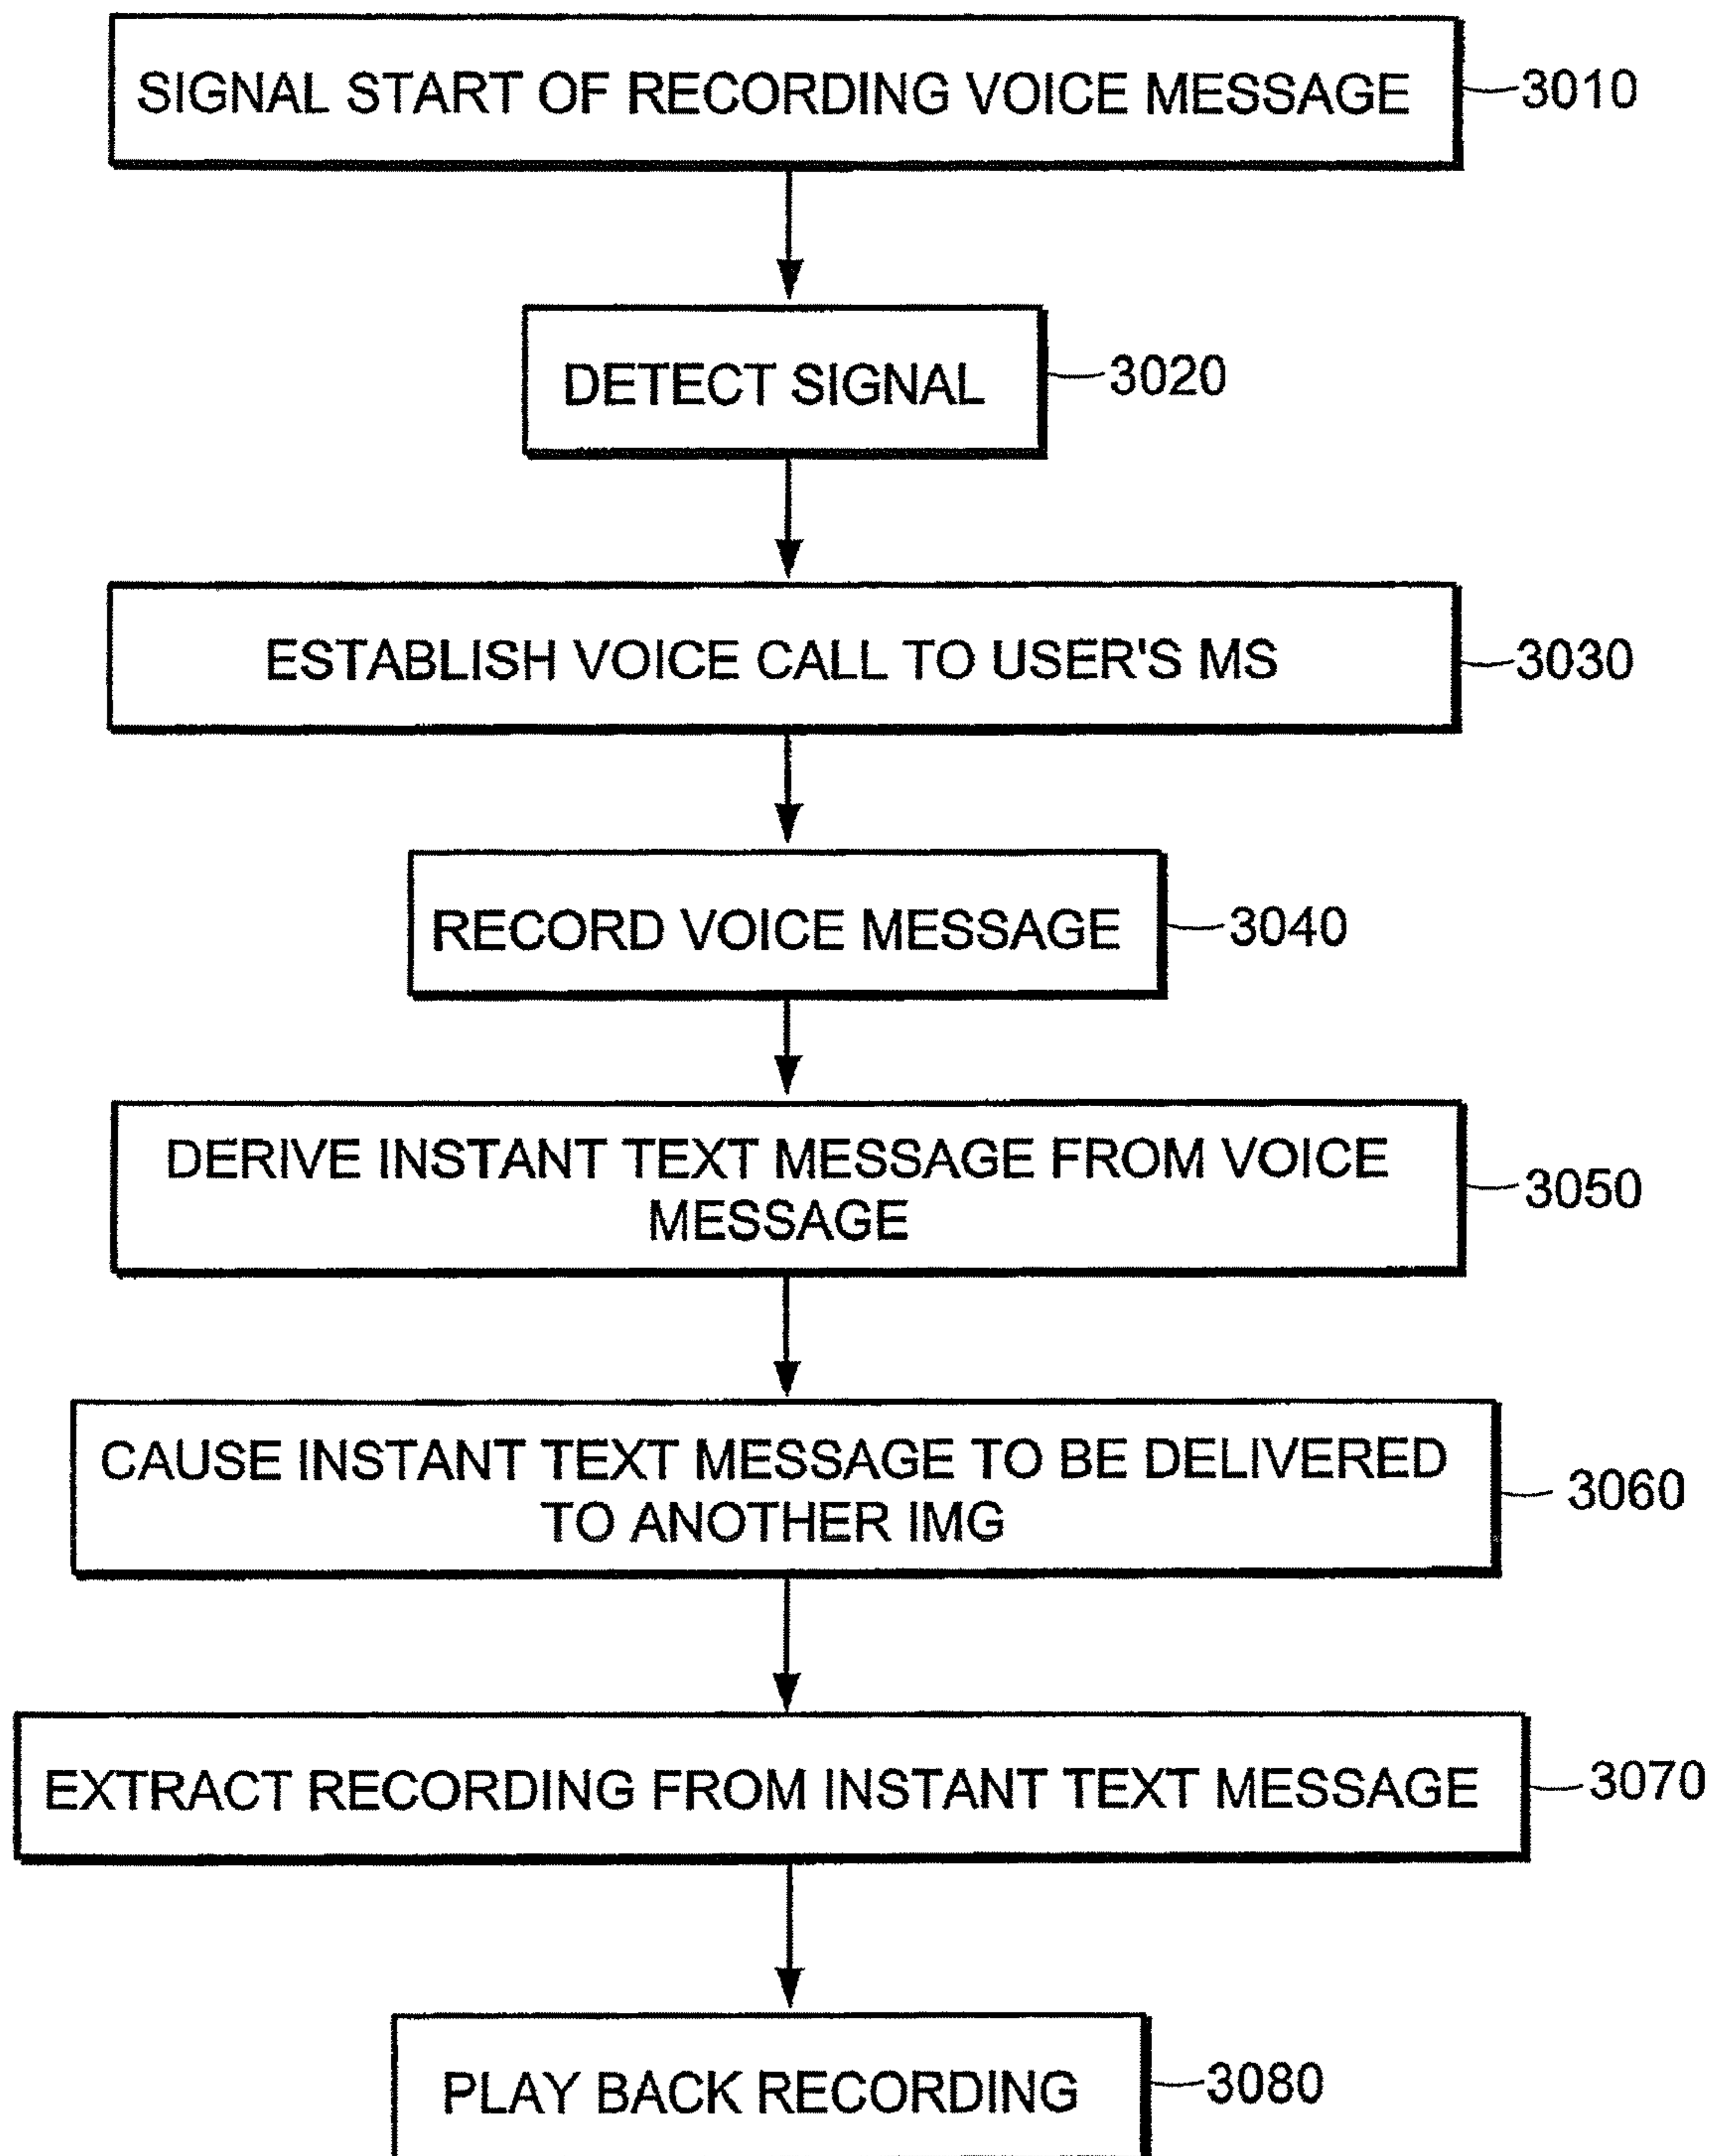 SIGNAL START OF RECORDING VOICE MESSAGE
3010
DETECT SIGNAL
3020
ESTABLISH VOICE CALL TO USER'S MS
3030
RECORD VOICE MESSAGE
3040
DERIVE INSTANT TEXT MESSAGE FROM VOICE
MESSAGE
3050
CAUSE INSTANT TEXT MESSAGE TO BE DELIVERED
TO ANOTHER IMG
3060
EXTRACT RECORDING FROM INSTANT TEXT MESSAGE
3070
PLAY BACK RECORDING
3080